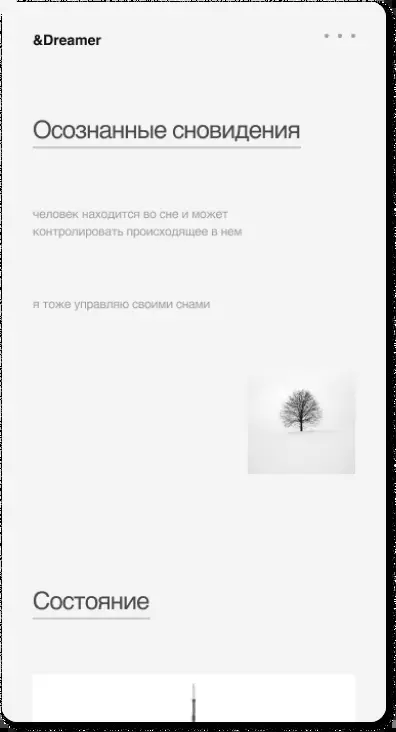 &Dreamer
Осознанные сновидения
человек находится во сне и может
контролировать происходящее в нем
я тоже управляю своими снами
Состояние